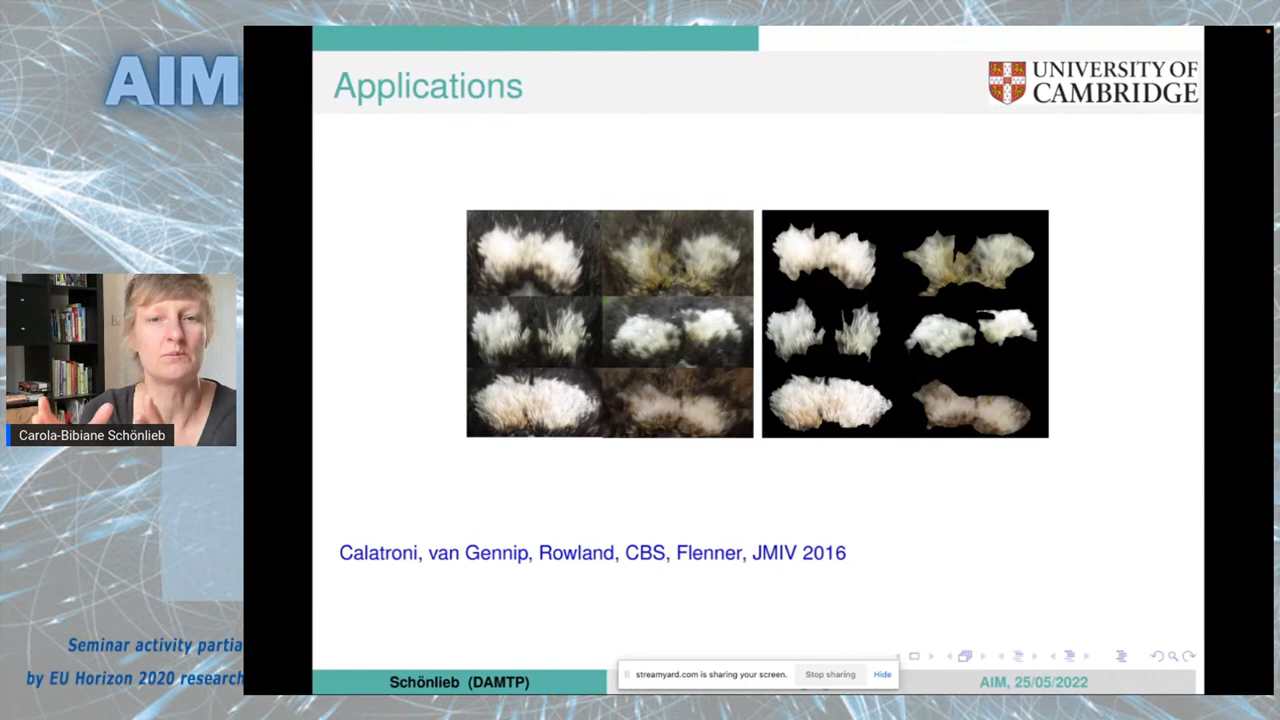 AIM
Applications
UNIVERSITY OF
CAMBRIDGE
Carola-Bibiane Schönlieb
Calatroni, van Gennip, Rowland, CBS, Flenner, JMIV 2016
Seminar activity partia
by EU Horizon 2020 research
streamyard.com is sharing your screen.
Stop sharing
Hide
Schönlieb (DAMTP)
AIM, 25/05/2022